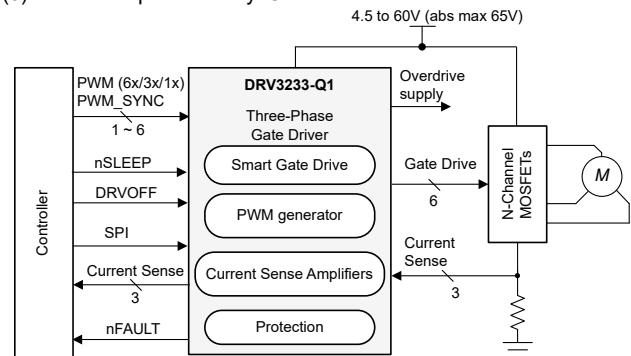 4.5 to 60V (abs max 65V)
PWM (6x/3x/1x)
PWM_SYNC
1 ~ 6
nSLEEP
DRVOFF
SPI
Current Sense
3
nFAULT
Controller
DRV3233-Q1
Three-Phase
Gate Driver
Smart Gate Drive
PWM generator
Current Sense Amplifiers
Protection
Overdrive
supply
Gate Drive
6
Current
Sense
3
N-Channel
MOSFETs
M